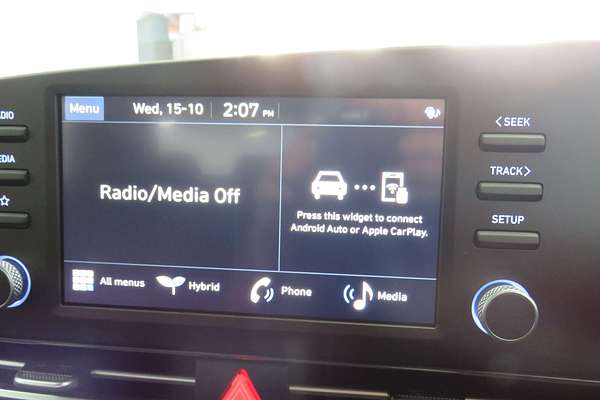 Menu
Wed, 15-10
2:07 PM
< SEEK
TRACK >
SETUP
EDIA
☆
Radio/Media Off
Press this widget to connect
Android Auto or Apple CarPlay.
All menus
Hybrid
Phone
Media